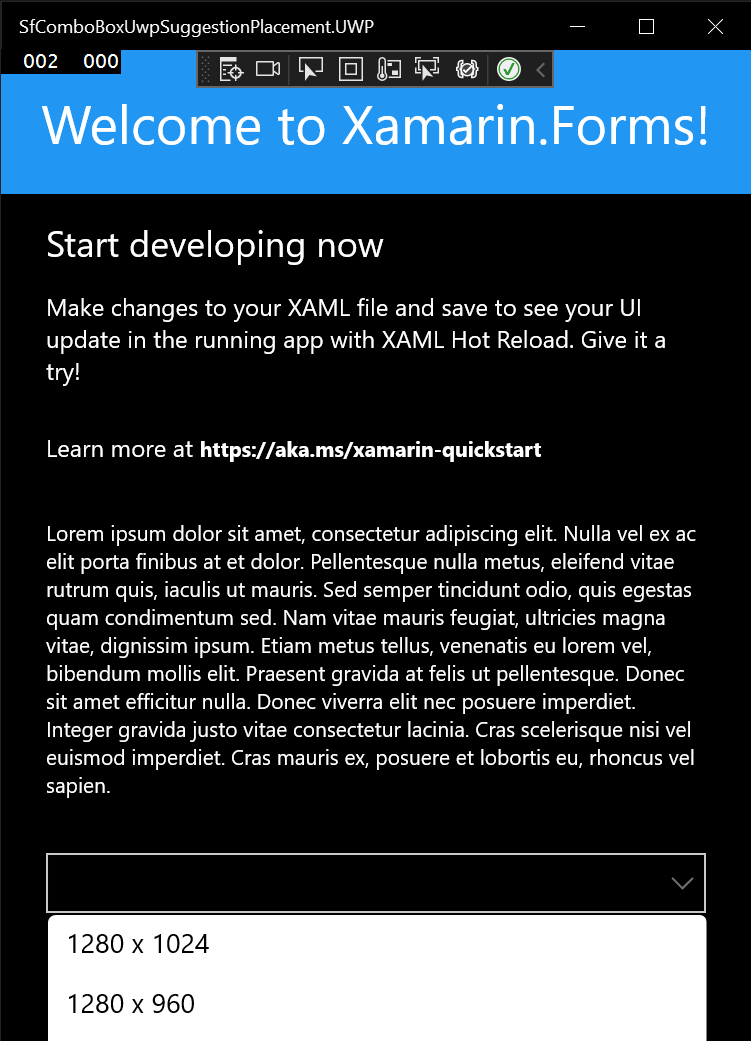 SfComboBoxUwpSuggestionPlacement.UWP
002 000
Welcome to Xamarin.Forms!
Start developing now
Make changes to your XAML file and save to see your UI
update in the running app with XAML Hot Reload. Give it a
try!
Learn more at https://aka.ms/xamarin-quickstart
Lorem ipsum dolor sit amet, consectetur adipiscing elit. Nulla vel ex ac
elit porta finibus at et dolor. Pellentesque nulla metus, eleifend vitae
rutrum quis, iaculis ut mauris. Sed semper tincidunt odio, quis egestas
quam condimentum sed. Nam vitae mauris feugiat, ultricies magna
vitae, dignissim ipsum. Etiam metus tellus, venenatis eu lorem vel,
bibendum mollis elit. Praesent gravida at felis ut pellentesque. Donec
sit amet efficitur nulla. Donec viverra elit nec posuere imperdiet.
Integer gravida justo vitae consectetur lacinia. Cras scelerisque nisi vel
euismod imperdiet. Cras mauris ex, posuere et lobortis eu, rhoncus vel
sapien.
1280 x 1024
1280 x 960